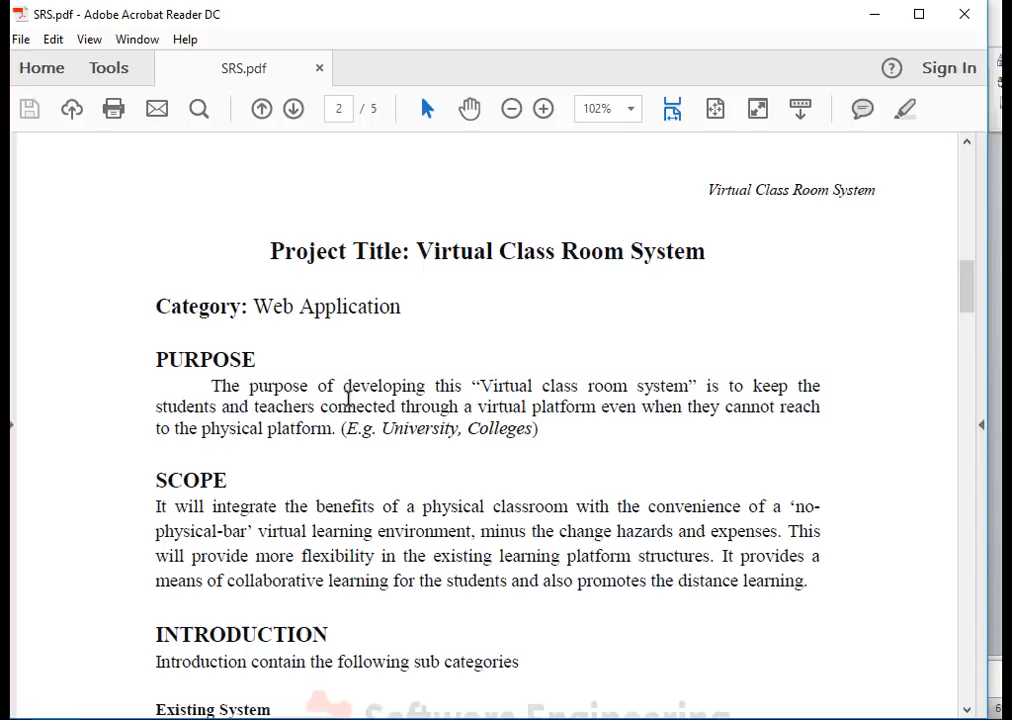 SRS.pdf - Adobe Acrobat Reader DC
File Edit View Window Help
Home Tools SRS.pdf × Sign In
2 / 5 102%
Virtual Class Room System
Project Title: Virtual Class Room System
Category: Web Application
PURPOSE
The purpose of developing this “Virtual class room system” is to keep the
students and teachers connected through a virtual platform even when they cannot reach
to the physical platform. (E.g. University, Colleges)
SCOPE
It will integrate the benefits of a physical classroom with the convenience of a ‘no-
physical-bar’ virtual learning environment, minus the change hazards and expenses. This
will provide more flexibility in the existing learning platform structures. It provides a
means of collaborative learning for the students and also promotes the distance learning.
INTRODUCTION
Introduction contain the following sub categories
Existing System
Software Engineering